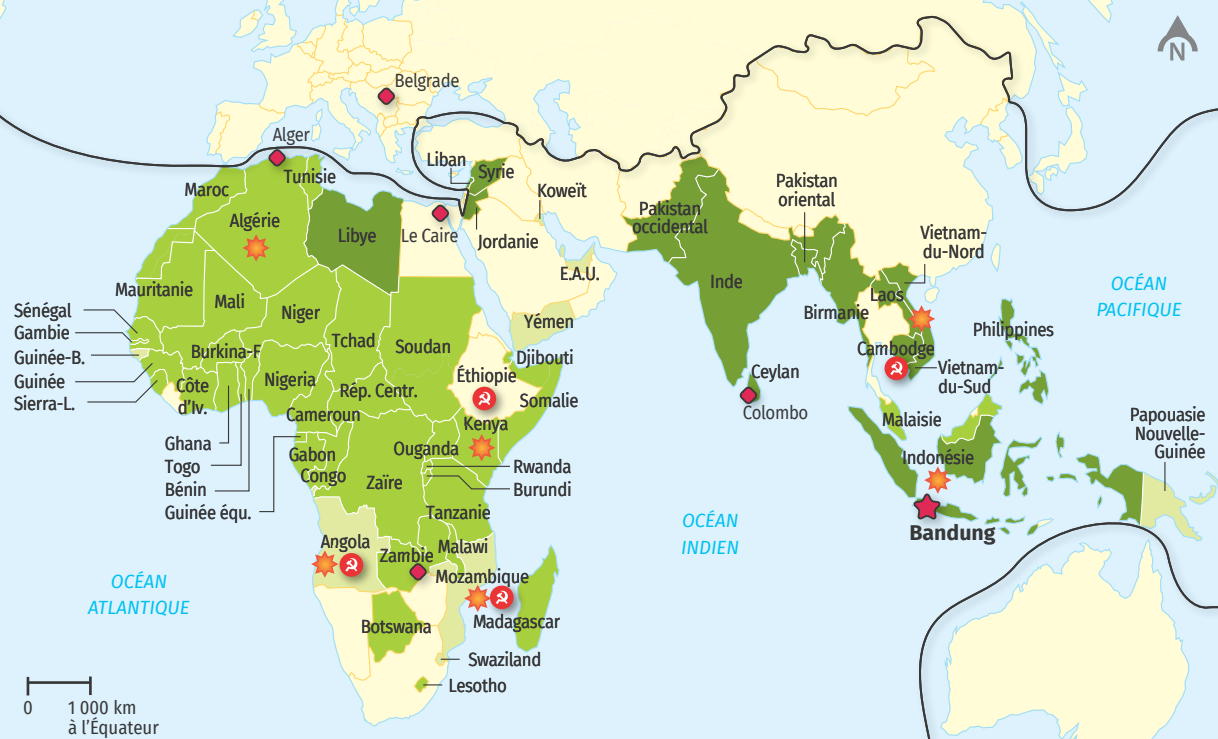 N
Belgrade
Alger
Tunisie
Maroc
Algérie
Libye
Le Caire
Liban
Syrie
Jordanie
Koweït
E.A.U.
Yémen
Pakistan
occidental
Pakistan
oriental
Inde
Birmanie
Laos
Vietnam-
du-Nord
Cambodge
Vietnam-
du-Sud
Philippines
Ceylan
Colombo
Malaisie
Indonésie
Bandung
Papouasie
Nouvelle-
Guinée
OCÉAN
PACIFIQUE
OCÉAN
INDIEN
OCÉAN
ATLANTIQUE
Mauritanie
Mali
Niger
Tchad
Soudan
Sénégal
Gambie
Guinée-B.
Guinée
Sierra-L.
Burkina-F
Côte
d'Iv.
Nigeria
Rép. Centr.
Éthiopie
Djibouti
Somalie
Kenya
Cameroun
Ghana
Togo
Bénin
Guinée équ.
Gabon
Congo
Zaïre
Ouganda
Rwanda
Burundi
Tanzanie
Angola
Zambie
Malawi
Mozambique
Madagascar
Botswana
Swaziland
Lesotho
0
1 000 km
à l'Équateur